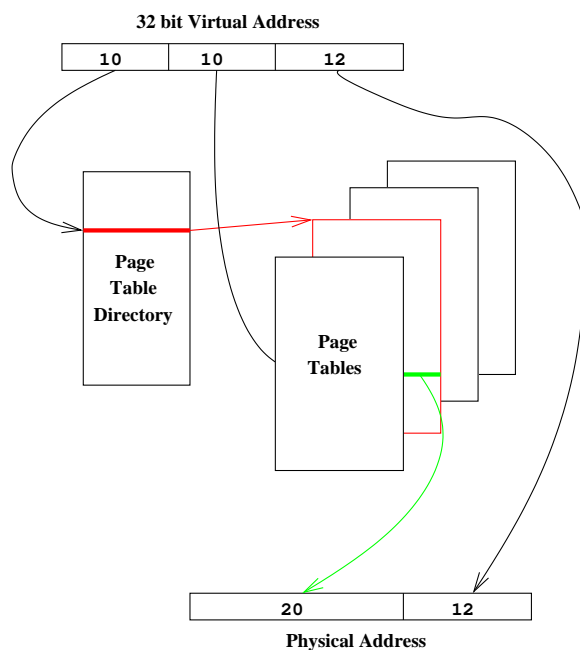 32 bit Virtual Address
10 10 12
Page
Table
Directory
Page
Tables
20 12
Physical Address